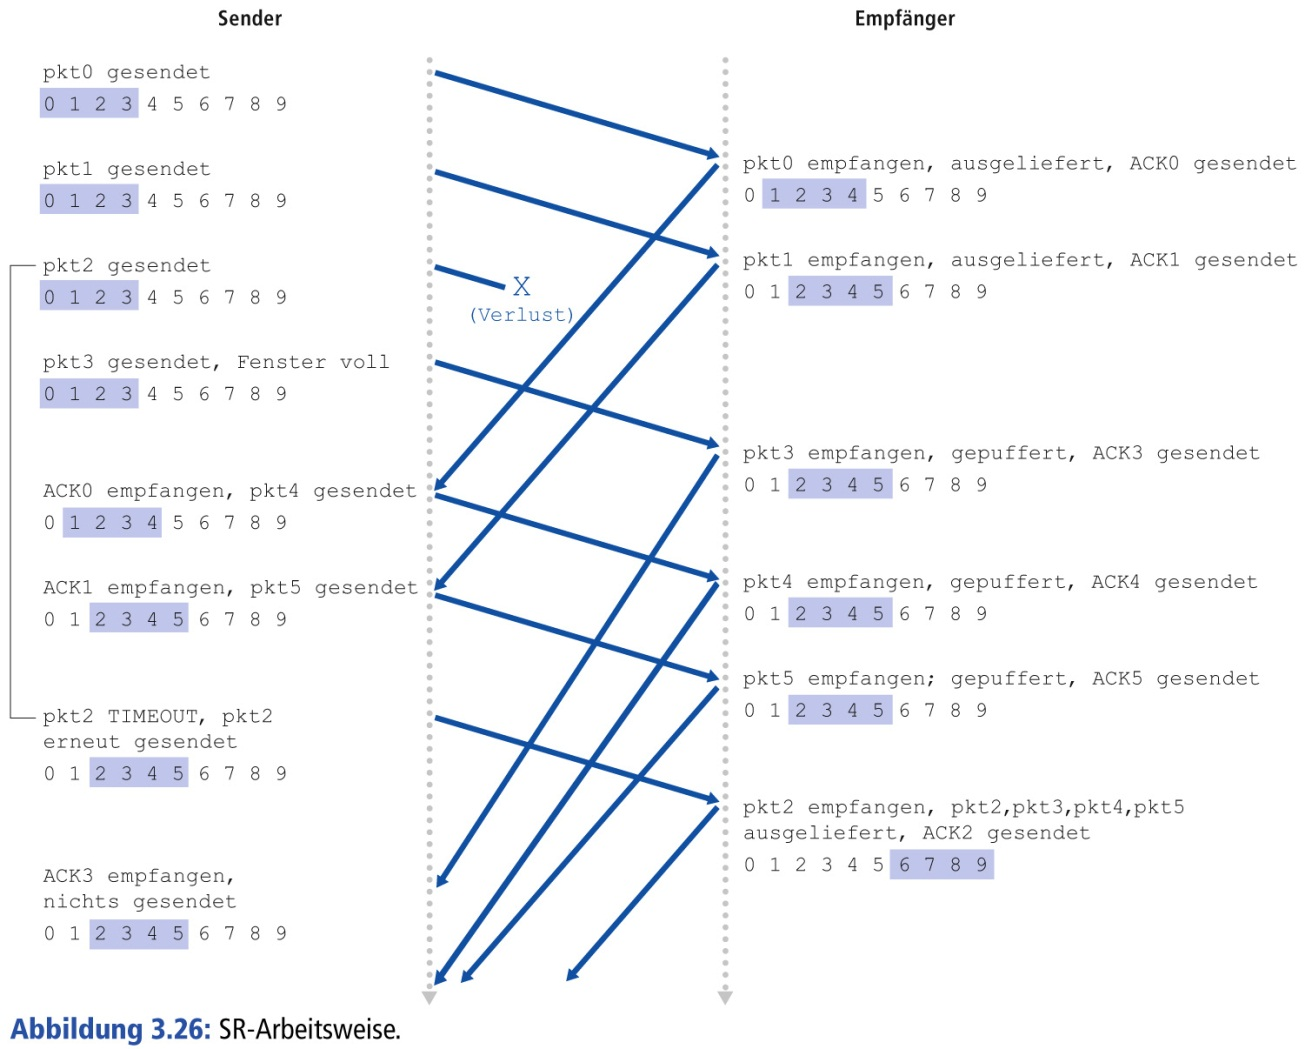 Sender
Empfänger
pkt0 gesendet
0 1 2 3 4 5 6 7 8 9
pkt1 gesendet
0 1 2 3 4 5 6 7 8 9
pkt2 gesendet
0 1 2 3 4 5 6 7 8 9
pkt3 gesendet, Fenster voll
0 1 2 3 4 5 6 7 8 9
ACK0 empfangen, pkt4 gesendet
0 1 2 3 4 5 6 7 8 9
ACK1 empfangen, pkt5 gesendet
0 1 2 3 4 5 6 7 8 9
pkt2 TIMEOUT, pkt2
erneut gesendet
0 1 2 3 4 5 6 7 8 9
ACK3 empfangen,
nichts gesendet
0 1 2 3 4 5 6 7 8 9
X
(Verlust)
pkt0 empfangen, ausgeliefert, ACK0 gesendet
0 1 2 3 4 5 6 7 8 9
pkt1 empfangen, ausgeliefert, ACK1 gesendet
0 1 2 3 4 5 6 7 8 9
pkt3 empfangen, gepuffert, ACK3 gesendet
0 1 2 3 4 5 6 7 8 9
pkt4 empfangen, gepuffert, ACK4 gesendet
0 1 2 3 4 5 6 7 8 9
pkt5 empfangen; gepuffert, ACK5 gesendet
0 1 2 3 4 5 6 7 8 9
pkt2 empfangen, pkt2,pkt3,pkt4,pkt5
ausgeliefert, ACK2 gesendet
0 1 2 3 4 5 6 7 8 9
Abbildung 3.26: SR-Arbeitsweise.